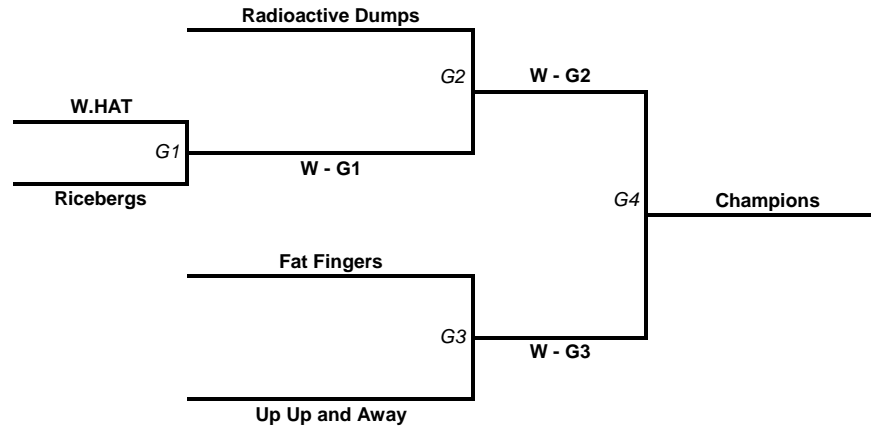 Radioactive Dumps
G2
W - G2
W.HAT
G1
W - G1
Ricebergs
G4
Champions
Fat Fingers
G3
W - G3
Up Up and Away